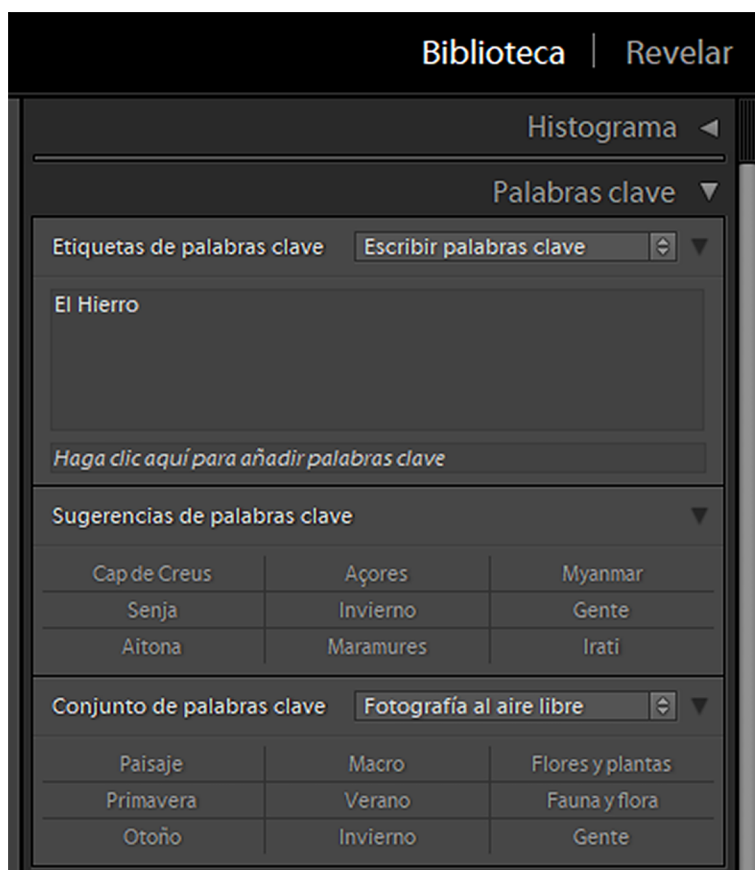 Biblioteca | Revelar
Histograma
Palabras clave
Etiquetas de palabras clave Escribir palabras clave
El Hierro
Haga clic aquí para añadir palabras clave
Sugerencias de palabras clave
Cap de Creus Açores Myanmar
Senja Invierno Gente
Aitona Maramures Irati
Conjunto de palabras clave Fotografía al aire libre
Paisaje Macro Flores y plantas
Primavera Verano Fauna y flora
Otoño Invierno Gente